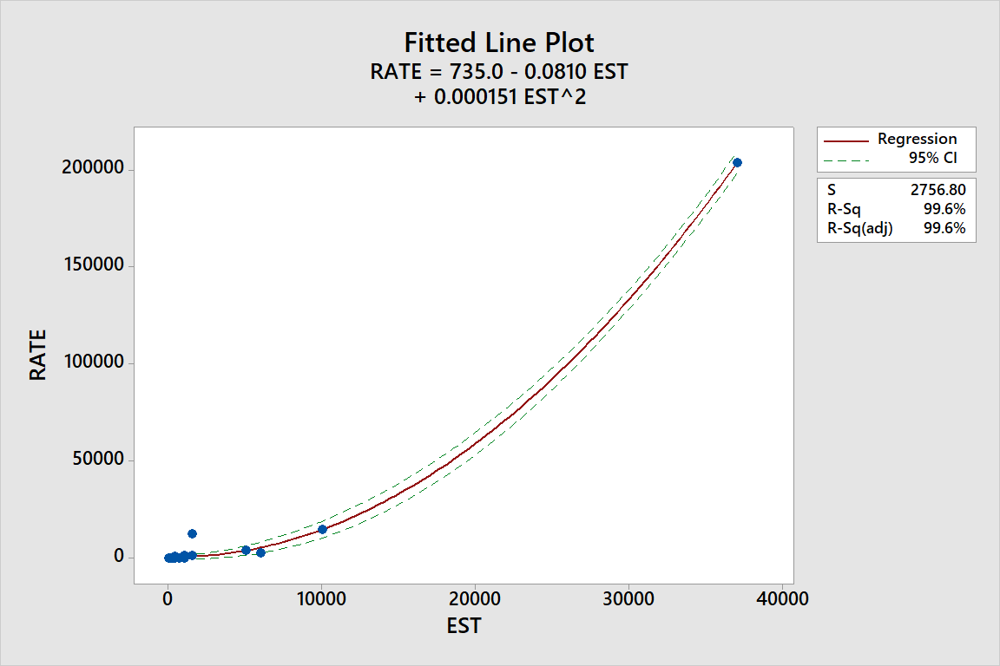 Fitted Line Plot
RATE = 735.0 - 0.0810 EST
+ 0.000151 EST^2
Regression
95% CI
S 2756.80
R-Sq 99.6%
R-Sq(adj) 99.6%
RATE
200000
150000
100000
50000
0
0 10000 20000 30000 40000
EST